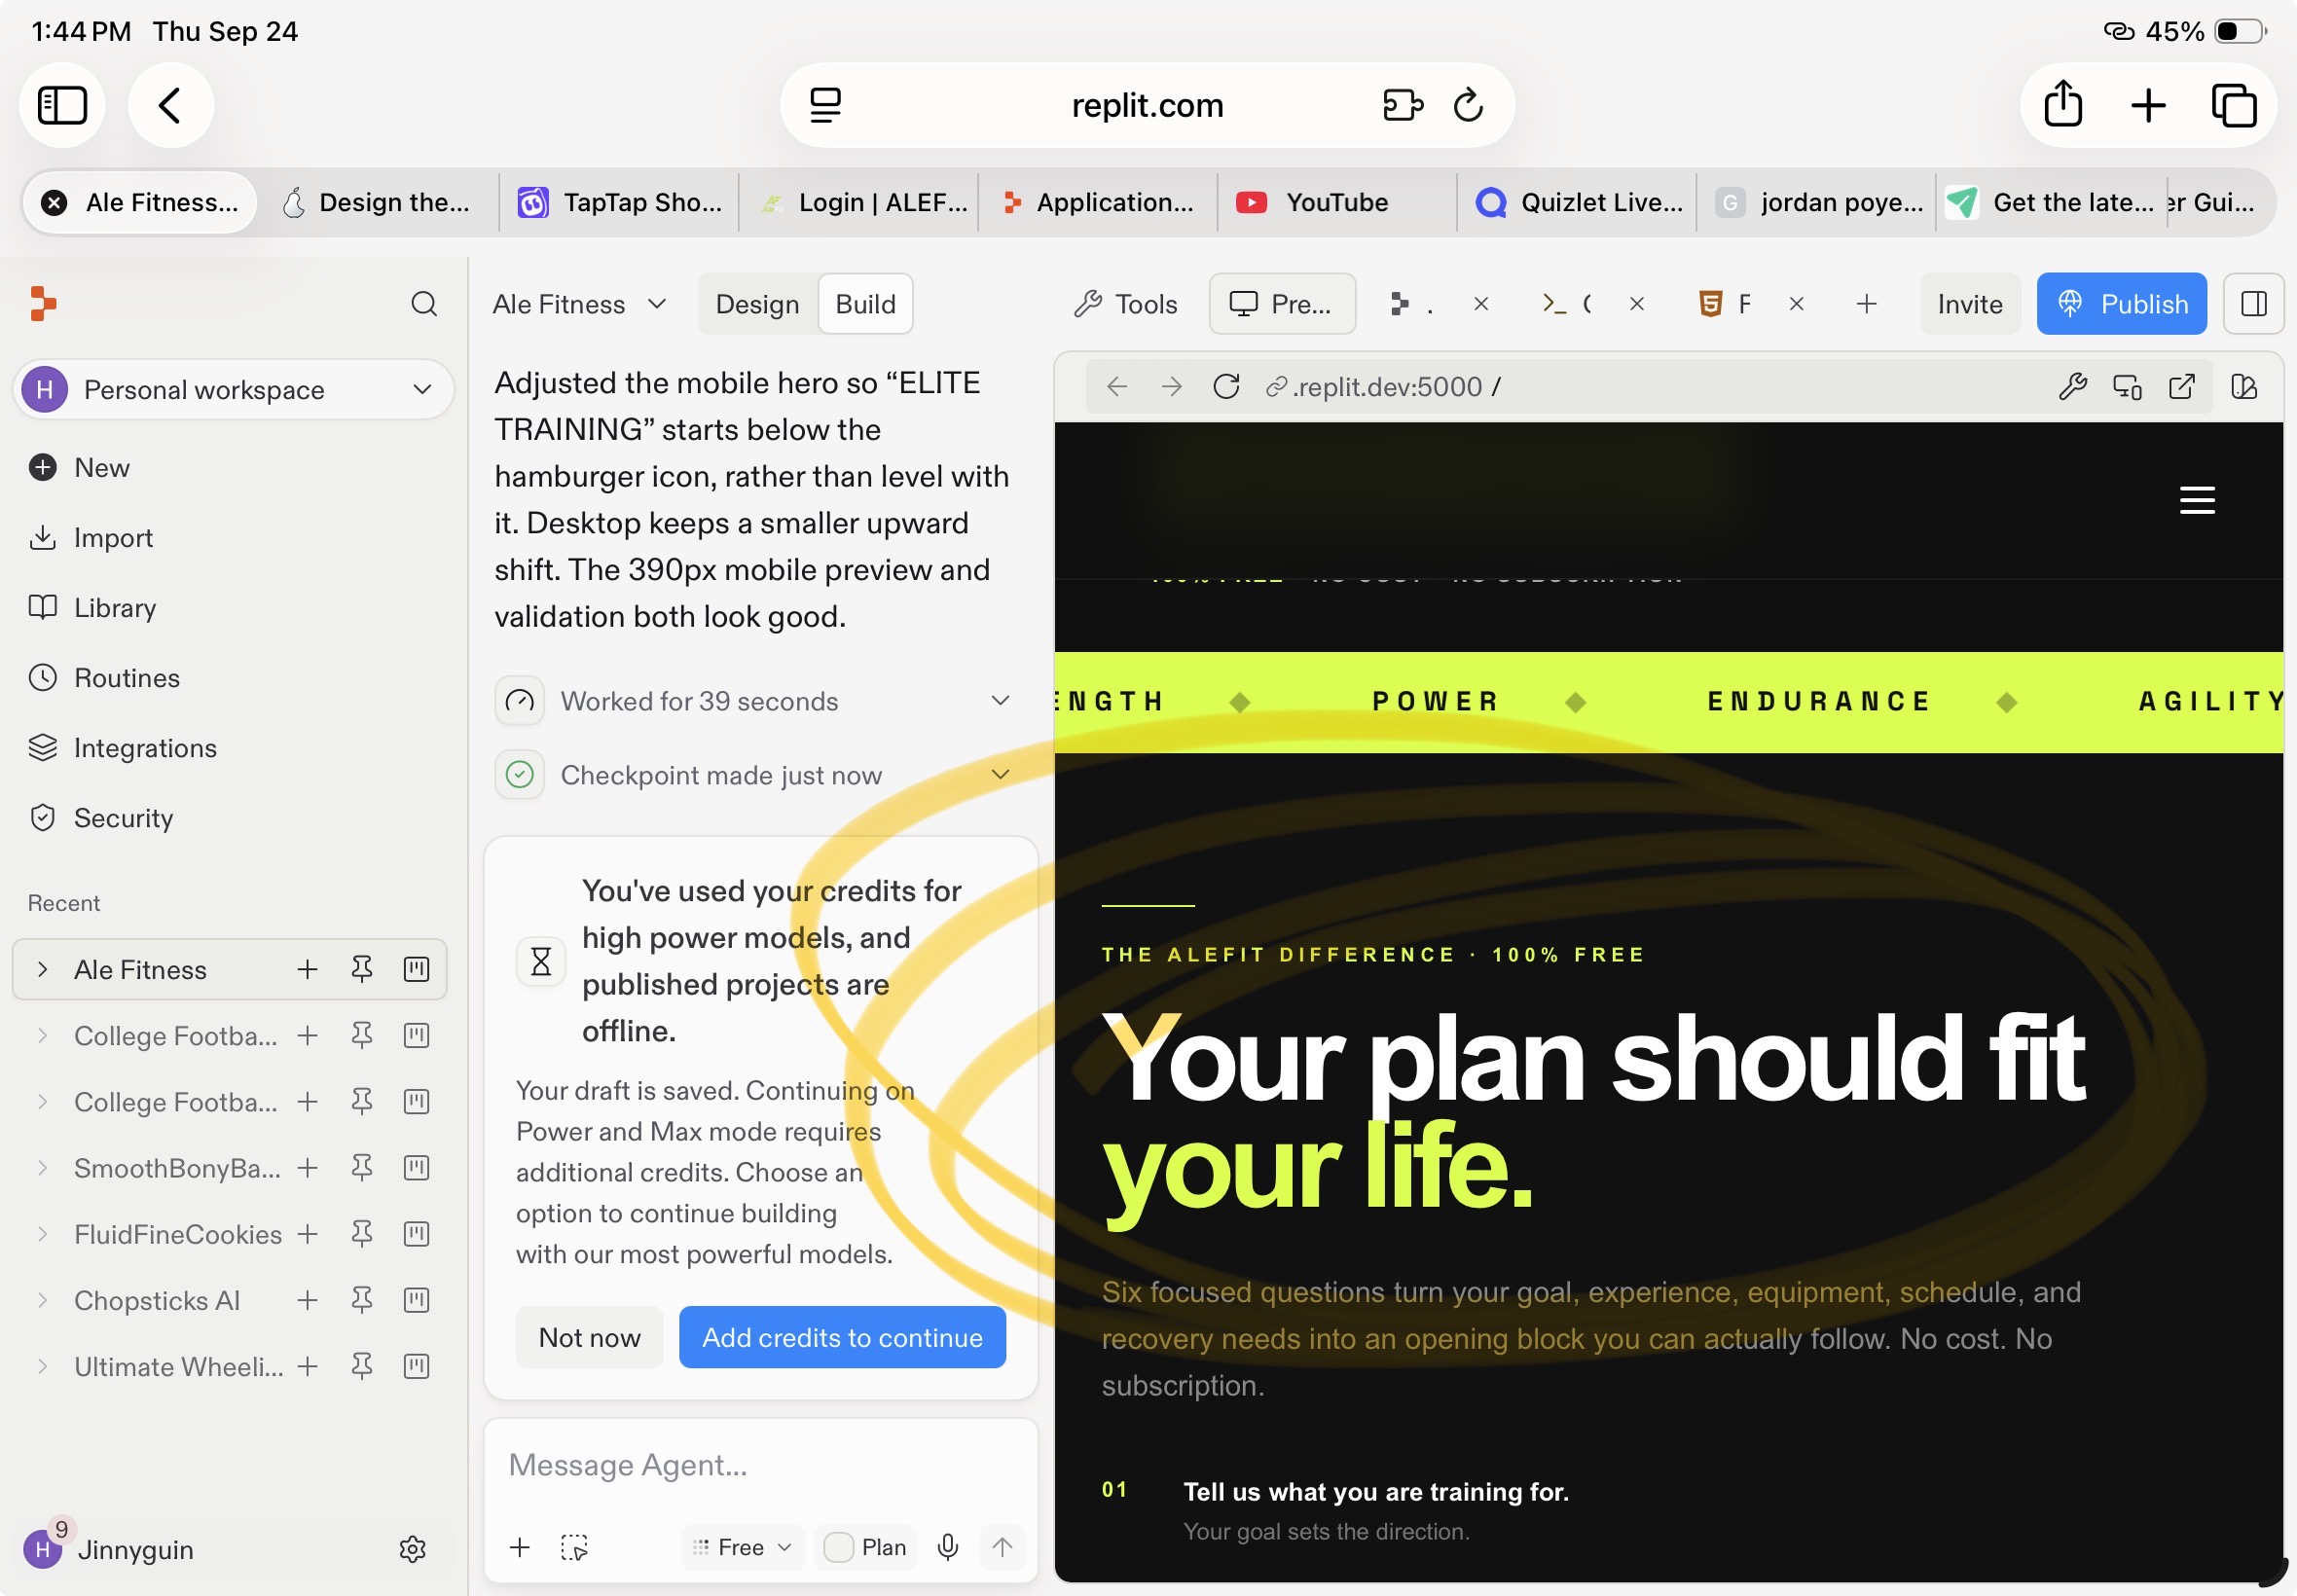 1:44 PM Thu Sep 24
45%
replit.com
Ale Fitness...
Design the...
TapTap Sho...
Login | ALEF...
Application...
YouTube
Quizlet Live...
G jordan poye...
Get the late...
er Gui...
Ale Fitness
Design
Build
Tools
Pre...
.
F
Invite
Publish
H Personal workspace
New
Import
Library
Routines
Integrations
Security
Recent
Ale Fitness
College Footba...
College Footba...
SmoothBonyBa...
FluidFineCookies
Chopsticks AI
Ultimate Wheeli...
H 9 Jinnyguin
Adjusted the mobile hero so “ELITE
TRAINING” starts below the
hamburger icon, rather than level with
it. Desktop keeps a smaller upward
shift. The 390px mobile preview and
validation both look good.
Worked for 39 seconds
Checkpoint made just now
You've used your credits for
high power models, and
published projects are
offline.
Your draft is saved. Continuing on
Power and Max mode requires
additional credits. Choose an
option to continue building
with our most powerful models.
Not now
Add credits to continue
Message Agent...
Free
Plan
.replit.dev:5000 /
100% FREE NO COST NO SUBSCRIPTION
ENGTH ◆ POWER ◆ ENDURANCE ◆ AGILITY
THE ALEFIT DIFFERENCE · 100% FREE
Your plan should fit
your life.
Six focused questions turn your goal, experience, equipment, schedule, and
recovery needs into an opening block you can actually follow. No cost. No
subscription.
01 Tell us what you are training for.
Your goal sets the direction.